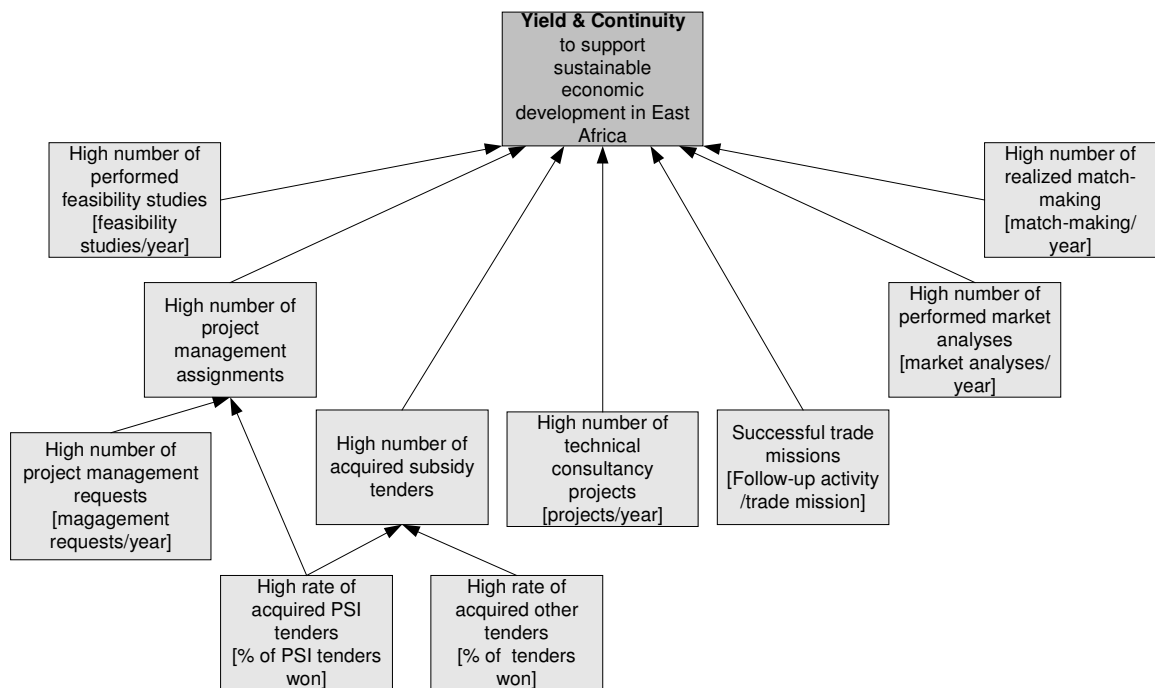 Yield & Continuity
to support
sustainable
economic
development in East
Africa
High number of
performed
feasibility studies
[feasibility
studies/year]
High number of
realized match-
making
[match-making/
year]
High number of
project
management
assignments
High number of
performed market
analyses
[market analyses/
year]
High number of
project management
requests
[magagement
requests/year]
High number of
acquired subsidy
tenders
High number of
technical
consultancy
projects
[projects/year]
Successful trade
missions
[Follow-up activity
/trade mission]
High rate of
acquired PSI
tenders
[% of PSI tenders
won]
High rate of
acquired other
tenders
[% of  tenders
won]